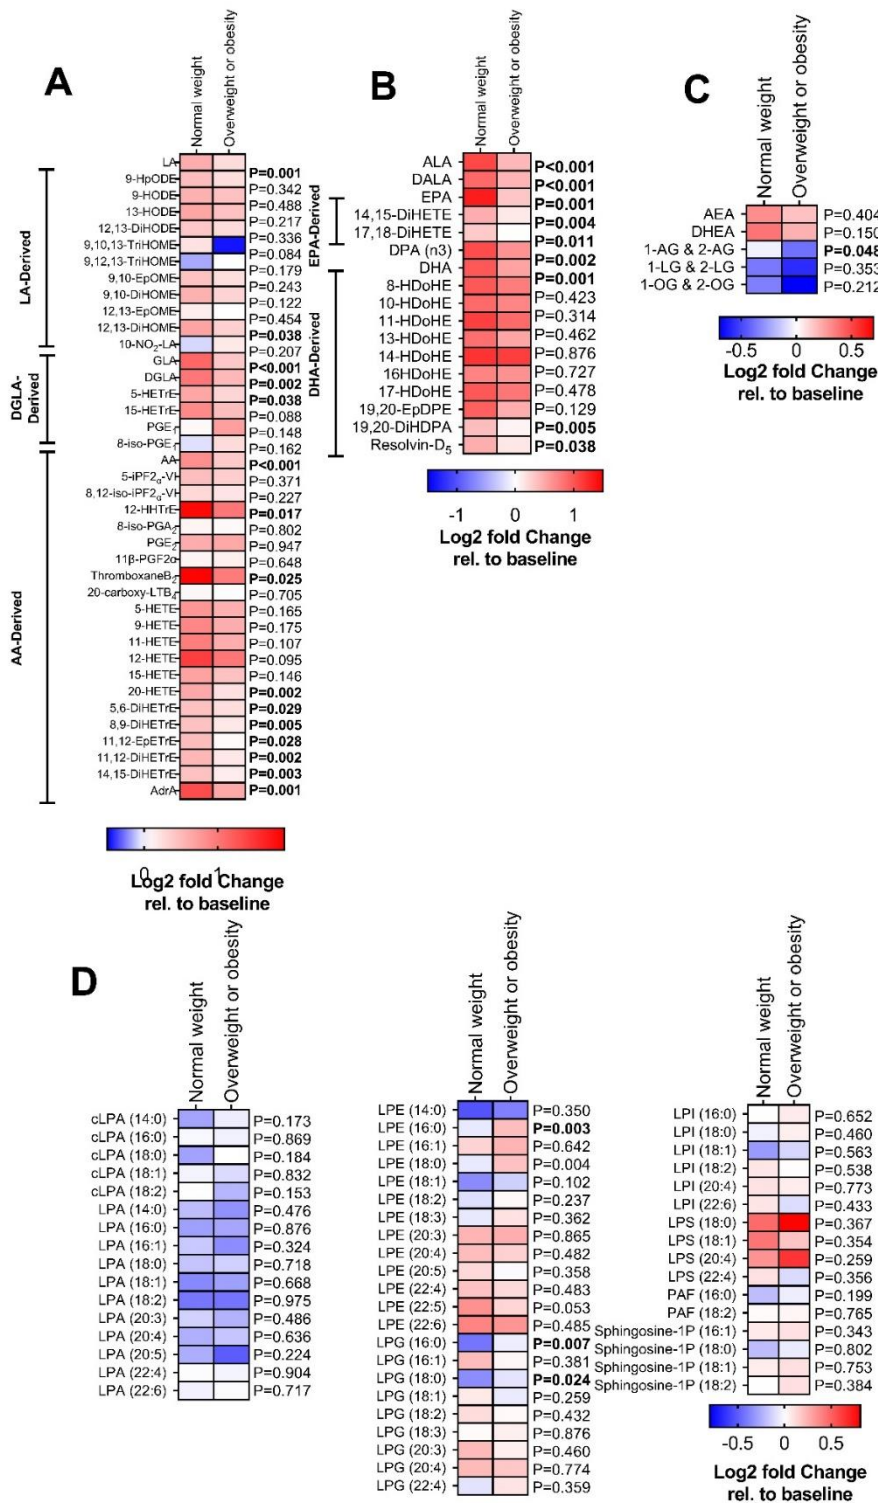 A
Normal weight
Overweight or obesity
LA-Derived
DGLA-
Derived
AA-Derived
LA P=0.001
9-HpODE P=0.342
9-HODE P=0.488
13-HODE P=0.217
12,13-DiHODE P=0.336
9,10,13-TriHOME P=0.084
9,12,13-TriHOME P=0.179
9,10-EpOME P=0.243
9,10-DiHOME P=0.122
12,13-EpOME P=0.454
12,13-DiHOME P=0.038
10-NO2-LA P=0.207
GLA P<0.001
DGLA P=0.002
5-HETrE P=0.038
15-HETrE P=0.088
PGE1 P=0.148
8-iso-PGE1 P=0.162
AA P<0.001
5-iPF2α-VI P=0.371
8,12-iso-iPF2α-VI P=0.227
12-HHTrE P=0.017
8-iso-PGA2 P=0.802
PGE2 P=0.947
11β-PGF2α P=0.648
ThromboxaneB2 P=0.025
20-carboxy-LTB4 P=0.705
5-HETE P=0.165
9-HETE P=0.175
11-HETE P=0.107
12-HETE P=0.095
15-HETE P=0.146
20-HETE P=0.002
5,6-DiHETrE P=0.029
8,9-DiHETrE P=0.005
11,12-EpETrE P=0.028
11,12-DiHETrE P=0.002
14,15-DiHETrE P=0.003
AdrA P=0.001
0 1
Log2 fold Change
rel. to baseline
B
Normal weight
Overweight or obesity
EPA-Derived
DHA-Derived
ALA P<0.001
DALA P<0.001
EPA P=0.001
14,15-DiHETE P=0.004
17,18-DiHETE P=0.011
DPA (n3) P=0.002
DHA P=0.001
8-HDoHE P=0.423
10-HDoHE P=0.314
11-HDoHE P=0.462
13-HDoHE P=0.876
14-HDoHE P=0.727
16HDoHE P=0.478
17-HDoHE P=0.129
19,20-EpDPE P=0.005
19,20-DiHDPA P=0.038
Resolvin-D5
-1 0 1
Log2 fold Change
rel. to baseline
C
Normal weight
Overweight or obesity
AEA P=0.404
DHEA P=0.150
1-AG & 2-AG P=0.048
1-LG & 2-LG P=0.353
1-OG & 2-OG P=0.212
-0.5 0 0.5
Log2 fold Change
rel. to baseline
D
Normal weight
Overweight or obesity
cLPA (14:0) P=0.173
cLPA (16:0) P=0.869
cLPA (18:0) P=0.184
cLPA (18:1) P=0.832
cLPA (18:2) P=0.153
LPA (14:0) P=0.476
LPA (16:0) P=0.876
LPA (16:1) P=0.324
LPA (18:0) P=0.718
LPA (18:1) P=0.668
LPA (18:2) P=0.975
LPA (20:3) P=0.486
LPA (20:4) P=0.636
LPA (20:5) P=0.224
LPA (22:4) P=0.904
LPA (22:6) P=0.717
Normal weight
Overweight or obesity
LPE (14:0) P=0.350
LPE (16:0) P=0.003
LPE (16:1) P=0.642
LPE (18:0) P=0.004
LPE (18:1) P=0.102
LPE (18:2) P=0.237
LPE (18:3) P=0.362
LPE (20:3) P=0.865
LPE (20:4) P=0.482
LPE (20:5) P=0.358
LPE (22:4) P=0.483
LPE (22:5) P=0.053
LPE (22:6) P=0.485
LPG (16:0) P=0.007
LPG (16:1) P=0.381
LPG (18:0) P=0.024
LPG (18:1) P=0.259
LPG (18:2) P=0.432
LPG (18:3) P=0.876
LPG (20:3) P=0.460
LPG (20:4) P=0.774
LPG (22:4) P=0.359
Normal weight
Overweight or obesity
LPI (16:0) P=0.652
LPI (18:0) P=0.460
LPI (18:1) P=0.563
LPI (18:2) P=0.538
LPI (20:4) P=0.773
LPI (22:6) P=0.433
LPS (18:0) P=0.367
LPS (18:1) P=0.354
LPS (20:4) P=0.259
LPS (22:4) P=0.356
PAF (16:0) P=0.199
PAF (18:2) P=0.765
Sphingosine-1P (16:1) P=0.343
Sphingosine-1P (18:0) P=0.802
Sphingosine-1P (18:1) P=0.753
Sphingosine-1P (18:2) P=0.384
-0.5 0 0.5
Log2 fold Change
rel. to baseline